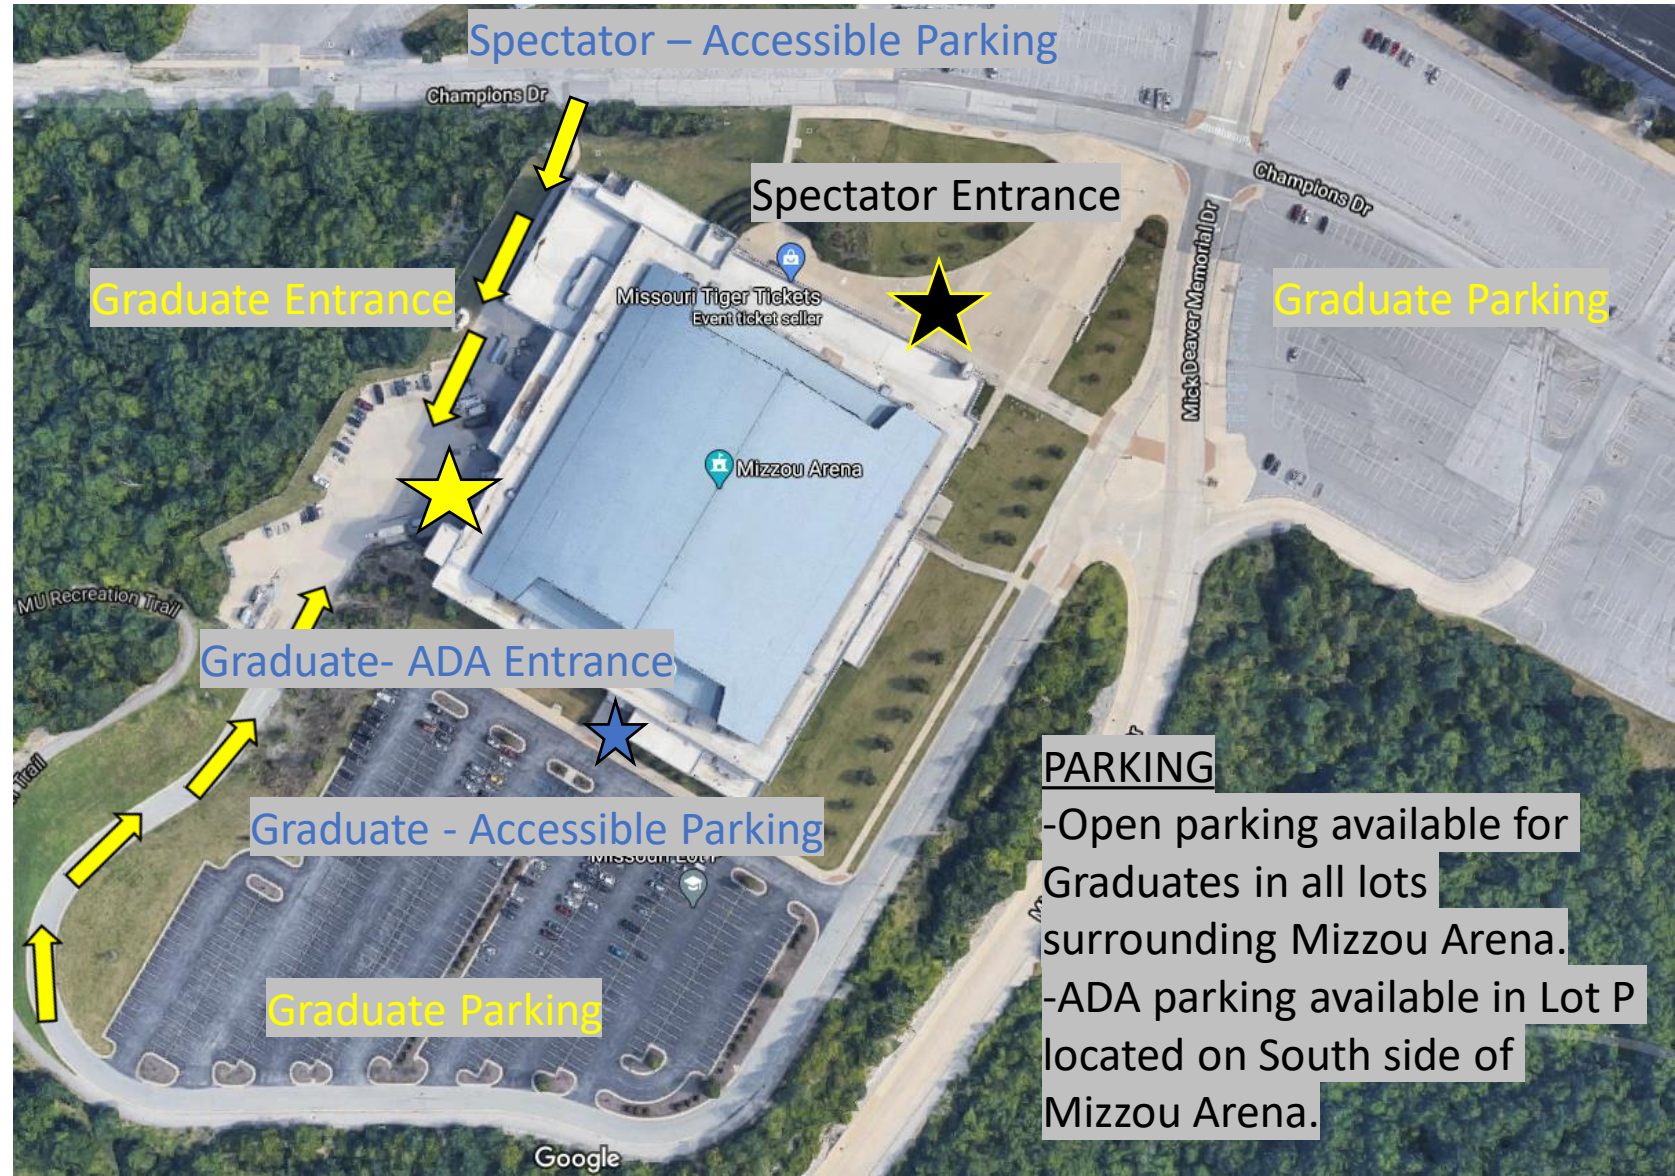 Spectator – Accessible Parking
Champions Dr
Spectator Entrance
Champions Dr
Mick Deaver Memorial Dr
Graduate Entrance
Missouri Tiger Tickets
Event ticket seller
Graduate Parking
Mizzou Arena
MU Recreation Trail
Graduate- ADA Entrance
Trail
Graduate - Accessible Parking
Missouri Lot P
Graduate Parking
PARKING
-Open parking available for
Graduates in all lots
surrounding Mizzou Arena.
-ADA parking available in Lot P
located on South side of
Mizzou Arena.
Google